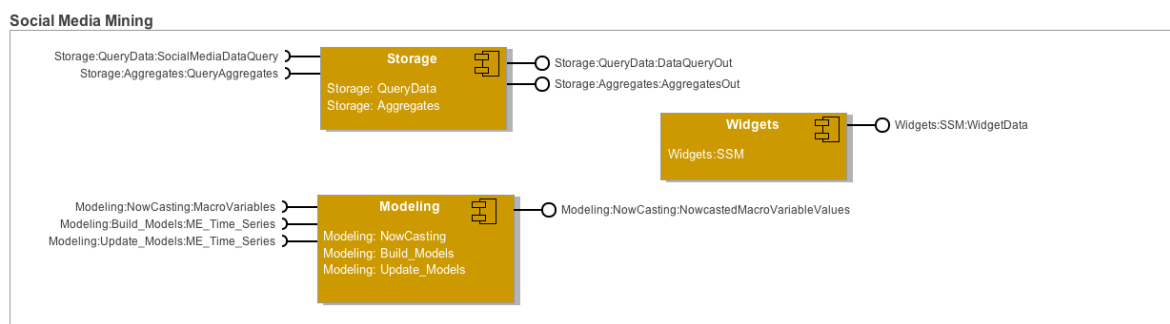 Social Media Mining
Storage:QueryData:SocialMediaDataQuery
Storage:Aggregates:QueryAggregates
Storage
Storage: QueryData
Storage: Aggregates
Storage:QueryData:DataQueryOut
Storage:Aggregates:AggregatesOut
Widgets
Widgets:SSM
Widgets:SSM:WidgetData
Modeling:NowCasting:MacroVariables
Modeling:Build_Models:ME_Time_Series
Modeling:Update_Models:ME_Time_Series
Modeling
Modeling: NowCasting
Modeling: Build_Models
Modeling: Update_Models
Modeling:NowCasting:NowcastedMacroVariableValues